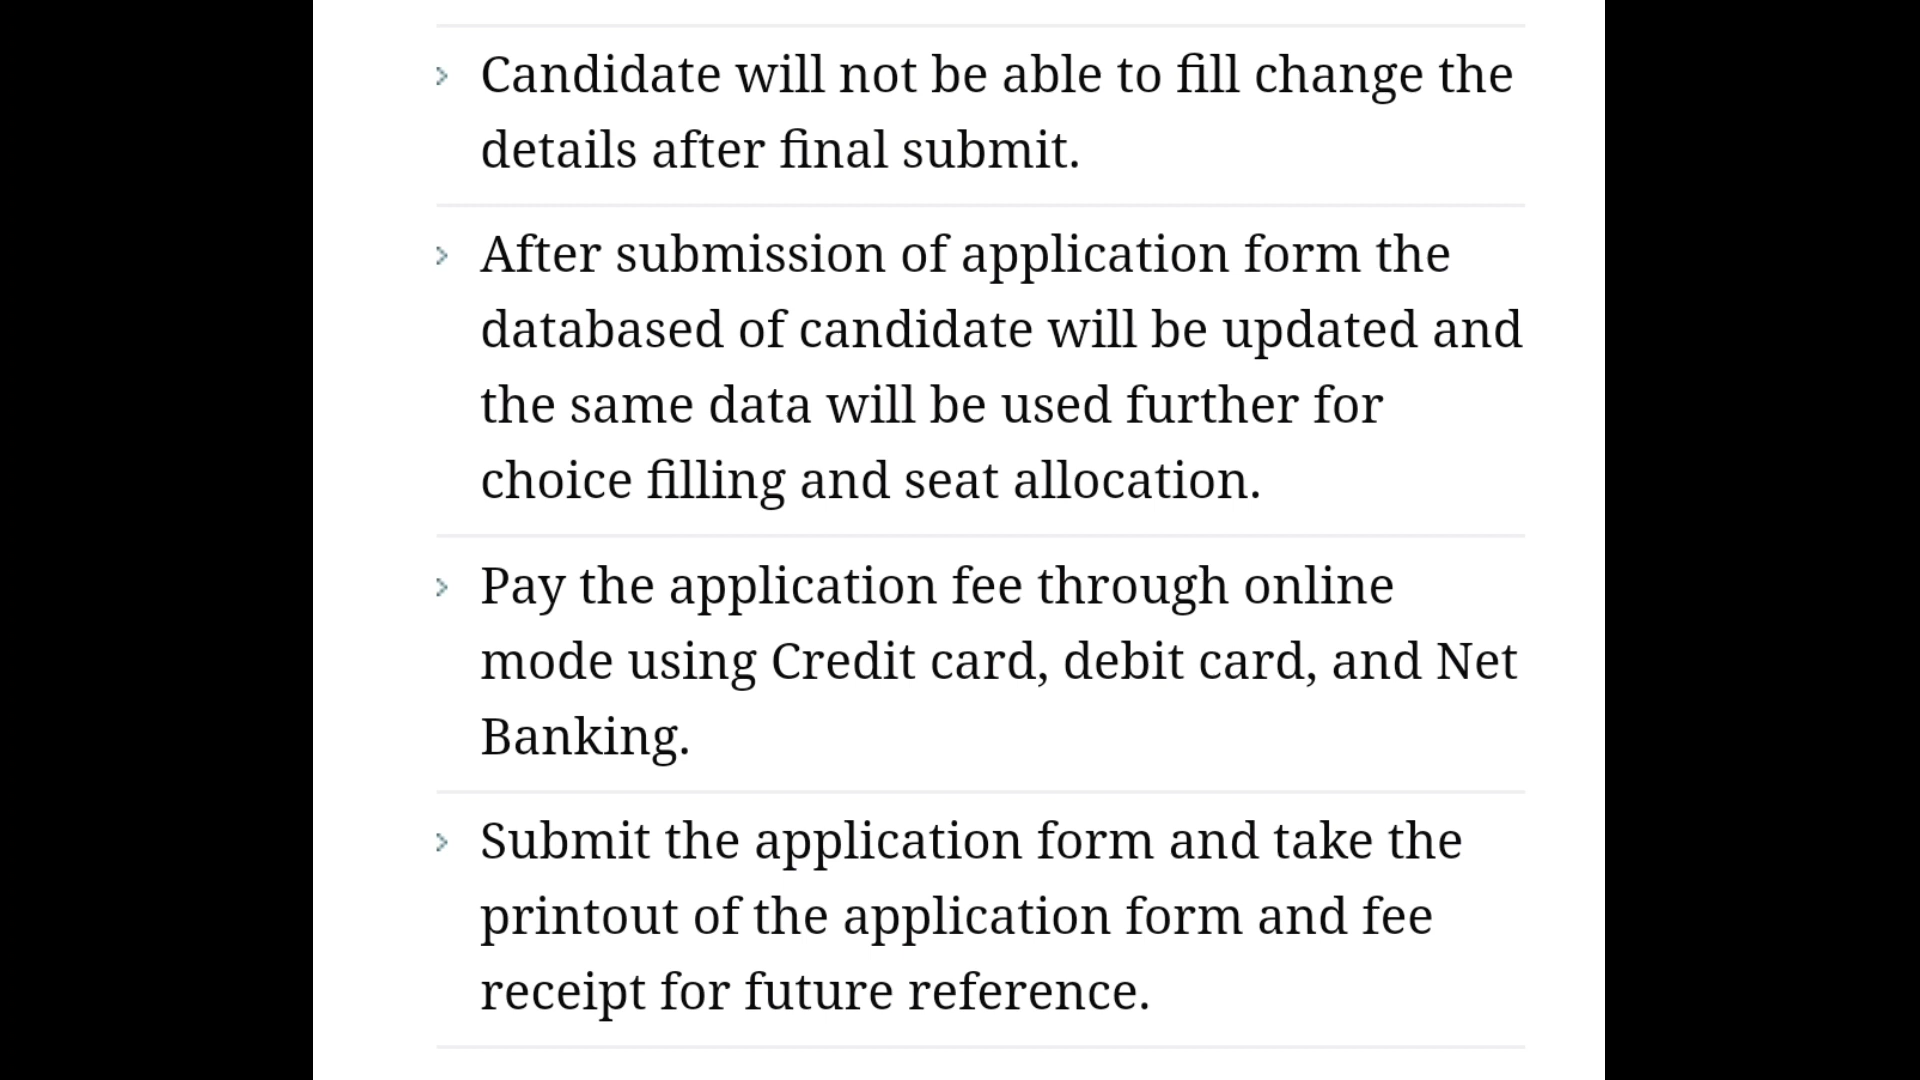 Candidate will not be able to fill change the
details after final submit.
After submission of application form the
databased of candidate will be updated and
the same data will be used further for
choice filling and seat allocation.
Pay the application fee through online
mode using Credit card, debit card, and Net
Banking.
Submit the application form and take the
printout of the application form and fee
receipt for future reference.